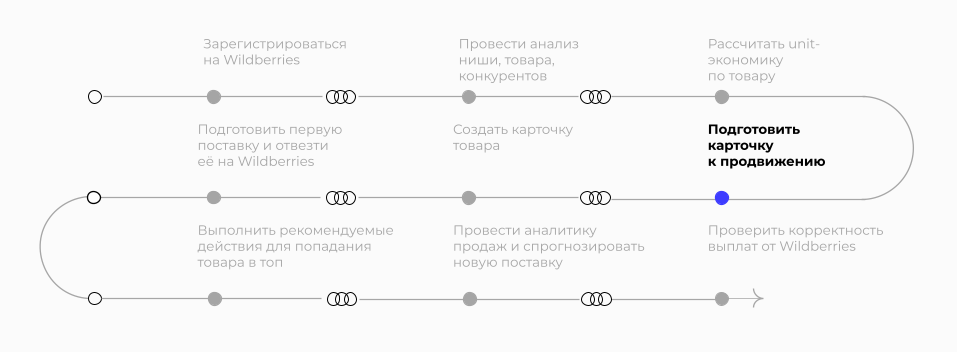 Зарегистрироваться
на Wildberries
Провести анализ
ниши, товара,
конкурентов
Рассчитать unit-
экономику
по товару
Подготовить первую
поставку и отвезти
её на Wildberries
Создать карточку
товара
Подготовить
карточку
к продвижению
Выполнить рекомендуемые
действия для попадания
товара в топ
Провести аналитику
продаж и спрогнозировать
новую поставку
Проверить корректность
выплат от Wildberries